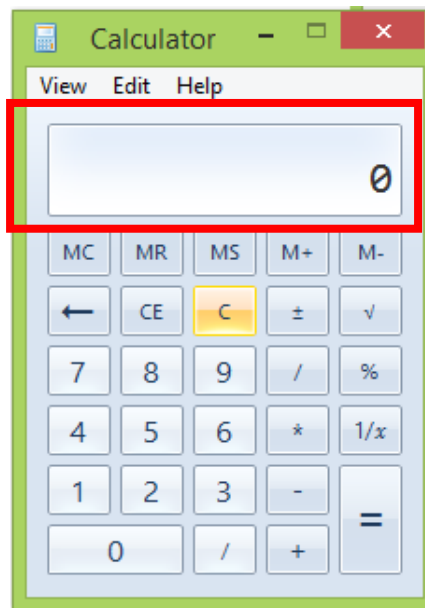 Calculator
View Edit Help
0
MC MR MS M+ M-
← CE C ± √
7 8 9 / %
4 5 6 * 1/x
1 2 3 - =
0 / +